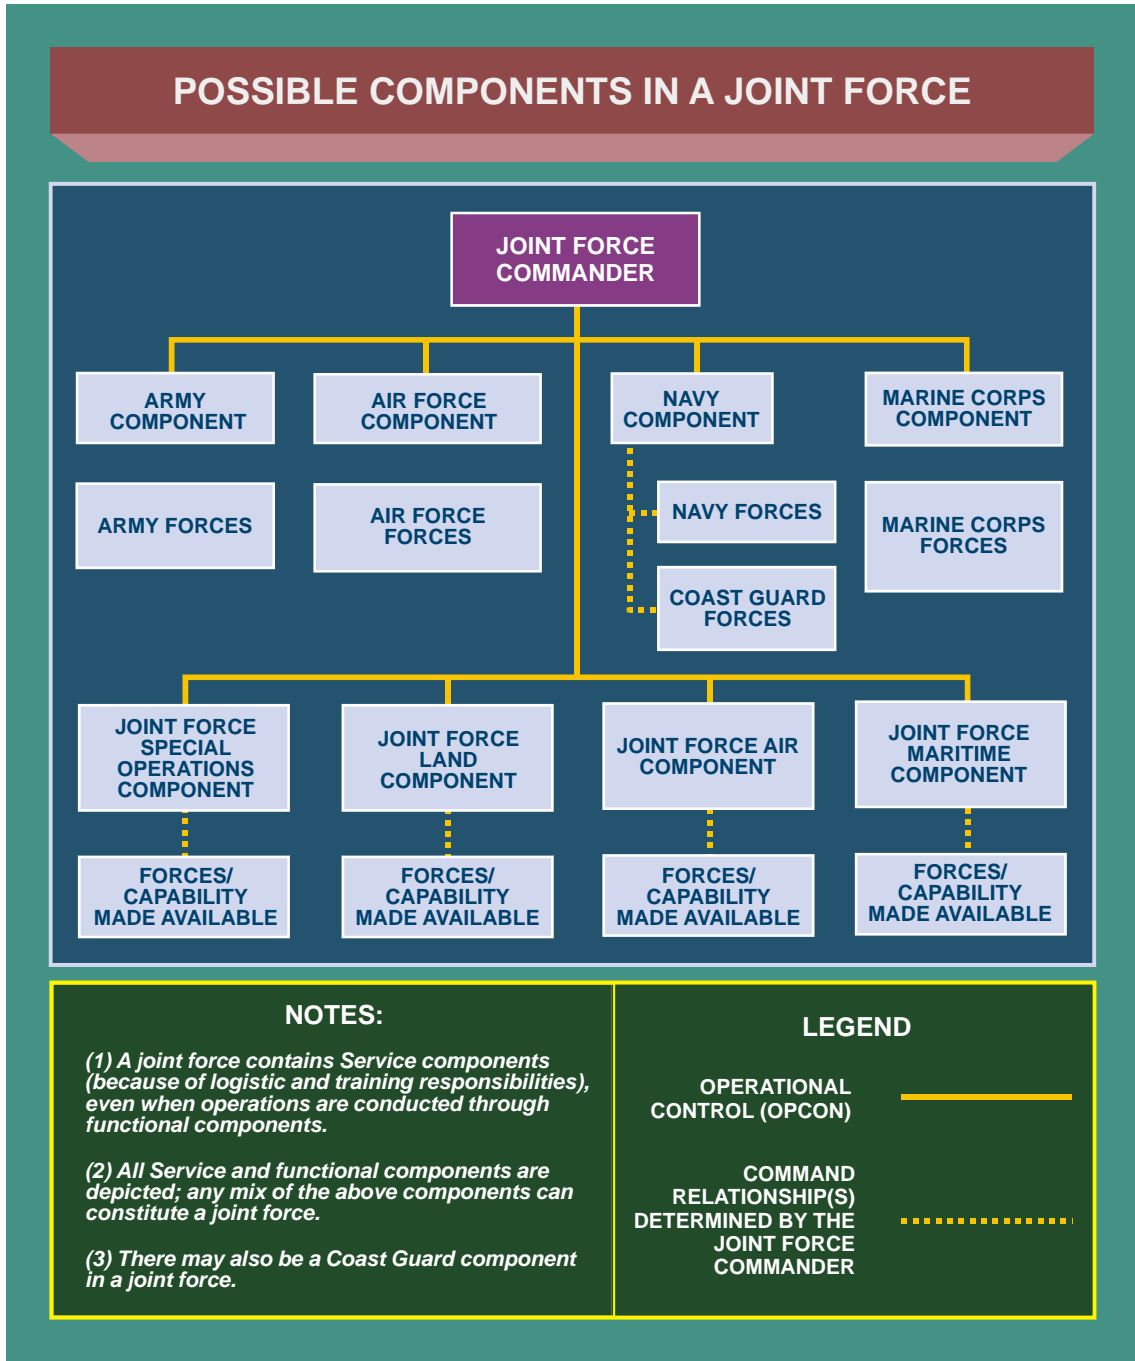 POSSIBLE COMPONENTS IN A JOINT FORCE
JOINT FORCE
COMMANDER
ARMY
COMPONENT
AIR FORCE
COMPONENT
NAVY
COMPONENT
MARINE CORPS
COMPONENT
ARMY FORCES
AIR FORCE
FORCES
NAVY FORCES
MARINE CORPS
FORCES
COAST GUARD
FORCES
JOINT FORCE
SPECIAL
OPERATIONS
COMPONENT
JOINT FORCE
LAND
COMPONENT
JOINT FORCE AIR
COMPONENT
JOINT FORCE
MARITIME
COMPONENT
FORCES/
CAPABILITY
MADE AVAILABLE
FORCES/
CAPABILITY
MADE AVAILABLE
FORCES/
CAPABILITY
MADE AVAILABLE
FORCES/
CAPABILITY
MADE AVAILABLE
NOTES:
(1) A joint force contains Service components
(because of logistic and training responsibilities),
even when operations are conducted through
functional components.
(2) All Service and functional components are
depicted; any mix of the above components can
constitute a joint force.
(3) There may also be a Coast Guard component
in a joint force.
LEGEND
OPERATIONAL
CONTROL (OPCON)
COMMAND
RELATIONSHIP(S)
DETERMINED BY THE
JOINT FORCE
COMMANDER